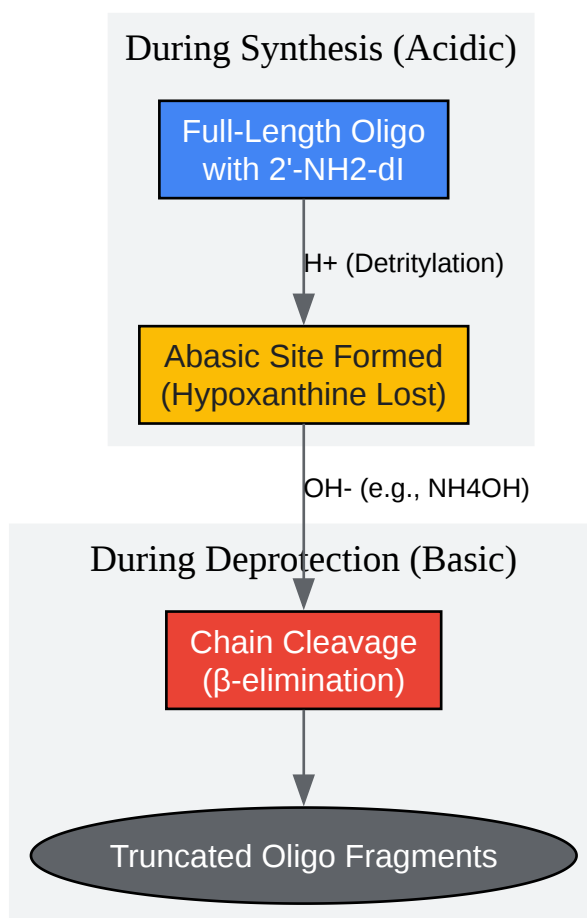 During Synthesis (Acidic)
Full-Length Oligo
with 2'-NH2-dI
H+ (Detritylation)
Abasic Site Formed
(Hypoxanthine Lost)
OH- (e.g., NH4OH)
During Deprotection (Basic)
Chain Cleavage
(β-elimination)
Truncated Oligo Fragments